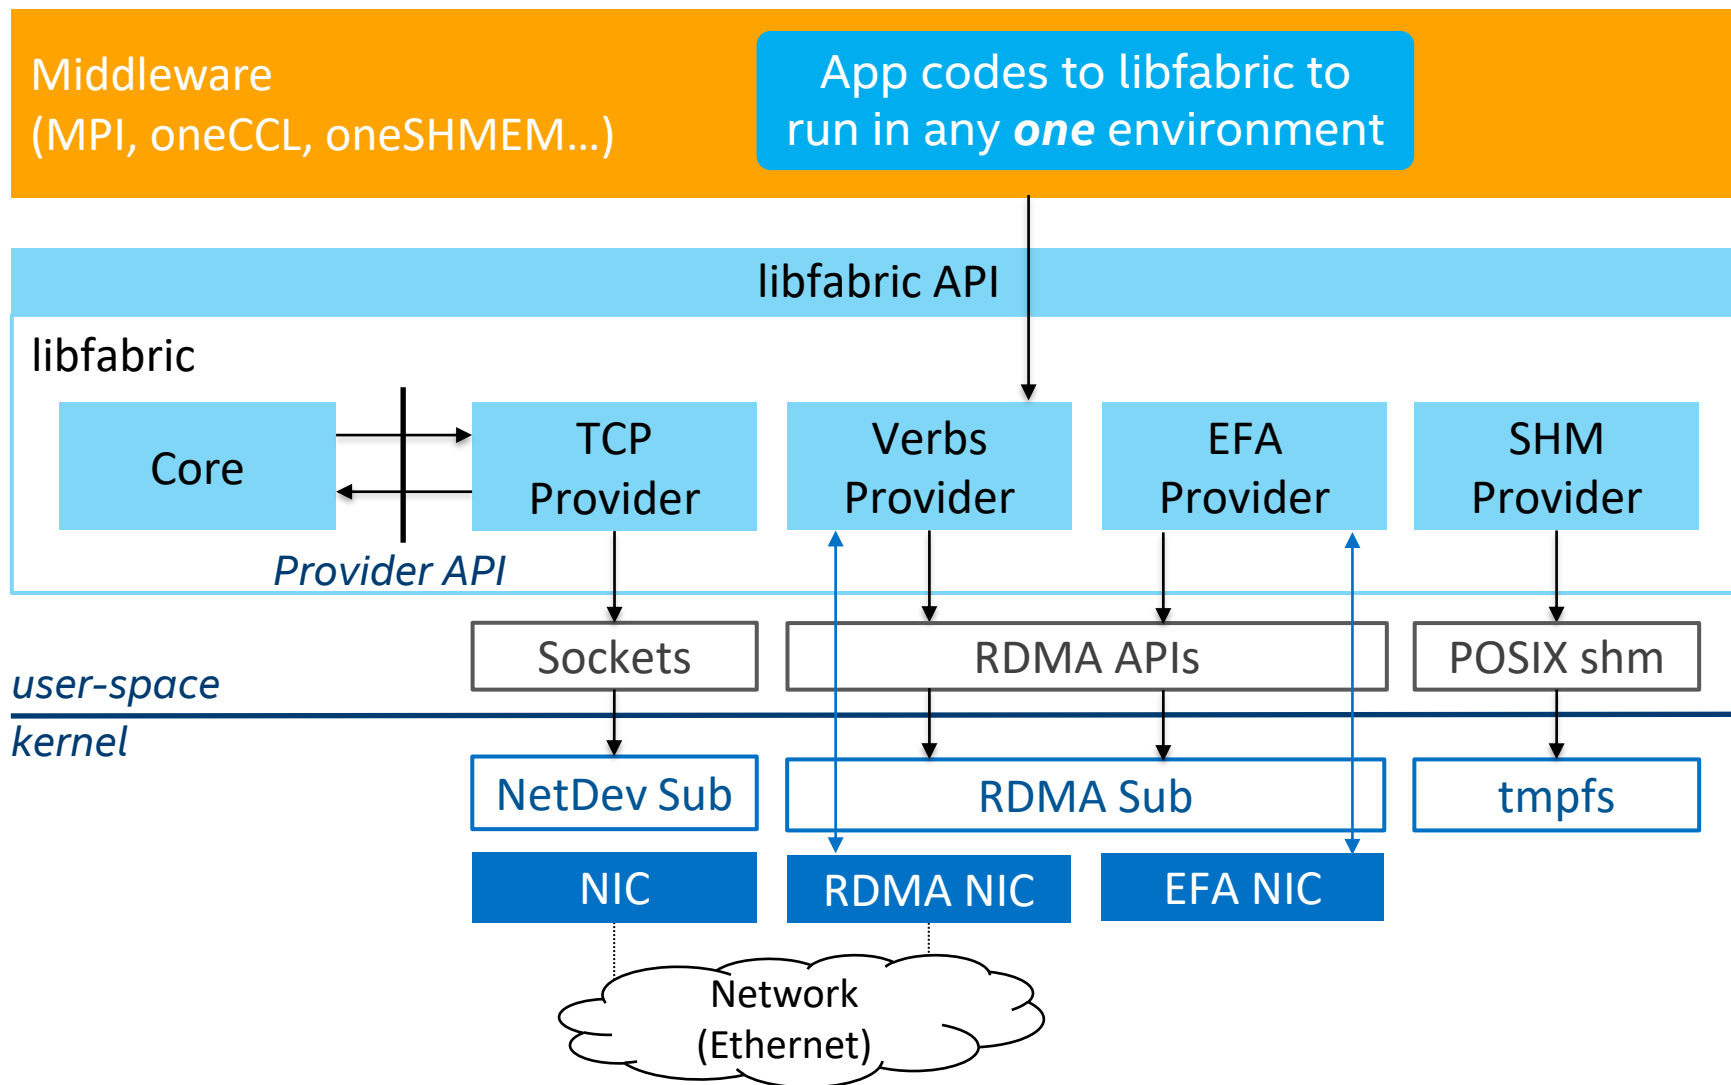 Middleware
(MPI, oneCCL, oneSHMEM...)
App codes to libfabric to
run in any one environment
libfabric API
libfabric
Core
TCP
Provider
Verbs
Provider
EFA
Provider
SHM
Provider
Provider API
Sockets
RDMA APIs
POSIX shm
user-space
kernel
NetDev Sub
RDMA Sub
tmpfs
NIC
RDMA NIC
EFA NIC
Network
(Ethernet)